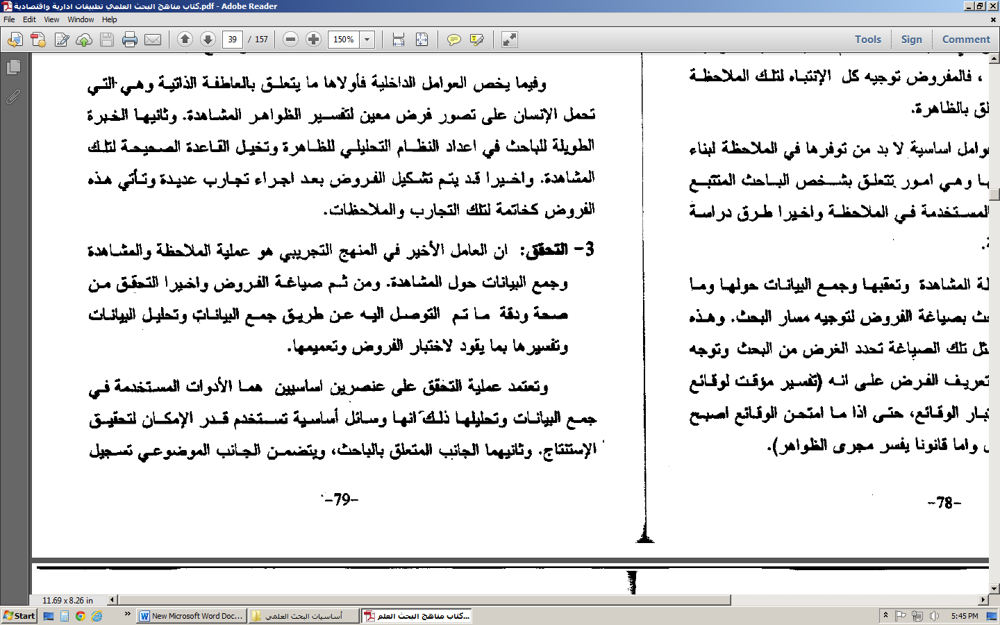 كتاب مناهج البحث العلمي تطبيقات ادارية واقتصادية.pdf - Adobe Reader
File Edit View Window Help
39 / 157 150% Tools Sign Comment
، فالمفروض توجيه كل الإنتباه لتلك الملاحظة
لق بالظاهرة.
وامل اساسية لا بد من توفرها في الملاحظة لبناء
ها وهي امور تتعلق بشخص الباحث المتتبع
المستخدمة في الملاحظة واخيرا طرق دراسة
ة.
لة المشاهدة وتعقبها وجمع البيانات حولها وما
حث بصياغة الفروض لتوجيه مسار البحث. وهذه
مثل تلك الصياغة تحدد الغرض من البحث وتوجه
تعريف الفرض على انه (تفسير مؤقت لوقائع
تبار الوقائع، حتى اذا ما امتحن الوقائع اصبح
واما قانونا يفسر مجرى الظواهر).
-78-
وفيما يخص العوامل الداخلية فأولاها ما يتعلق بالعاطفة الذاتية وهي التي
تحمل الإنسان على تصور فرض معين لتفسير الظواهر المشاهدة. وثانيها الخبرة
الطويلة للباحث في اعداد النظام التحليلي للظاهرة وتخيل القاعدة الصحيحة لتلك
المشاهدة. واخيرا قد يتم تشكيل الفروض بعد اجراء تجارب عديدة وتأتي هذه
الفروض كخاتمة لتلك التجارب والملاحظات.
3- التحقق: ان العامل الأخير في المنهج التجريبي هو عملية الملاحظة والمشاهدة
وجمع البيانات حول المشاهدة. ومن ثم صياغة الفروض واخيرا التحقق من
صحة ودقة ما تم التوصل اليه عن طريق جمع البيانات وتحليل البيانات
وتفسيرها بما يقود لاختبار الفروض وتعميمها.
وتعتمد عملية التحقق على عنصرين اساسيين هما الأدوات المستخدمة في
جمع البيانات وتحليلها ذلك انها وسائل أساسية تستخدم قدر الإمكان لتحقيق
الإستنتاج. وثانيهما الجانب المتعلق بالباحث، ويتضمن الجانب الموضوعي تسجيل
-79-
11.69 x 8.26 in
Start New Microsoft Word Doc... أساسيات البحث العلمي كتاب مناهج البحث العلم... 5:45 PM